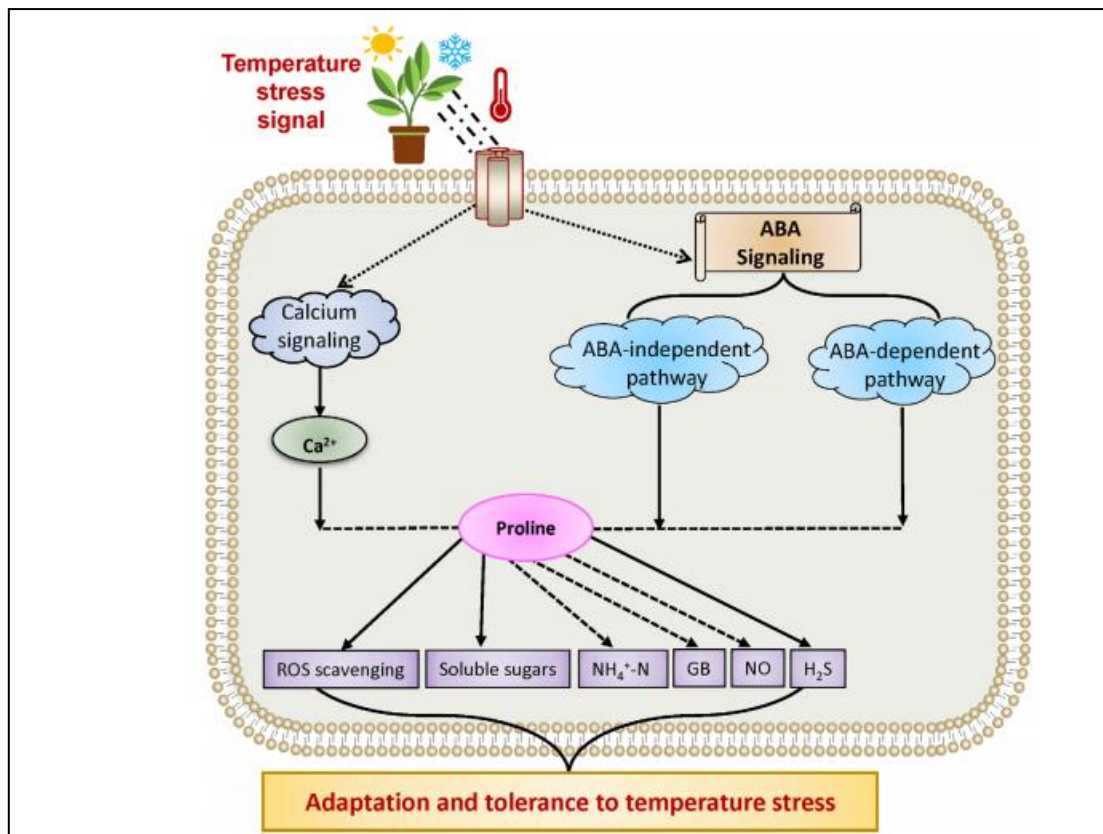 Temperature
stress
signal
ABA
Signaling
Calcium
signaling
ABA-independent
pathway
ABA-dependent
pathway
Ca²⁺
Proline
ROS scavenging
Soluble sugars
NH₄⁺-N
GB
NO
H₂S
Adaptation and tolerance to temperature stress